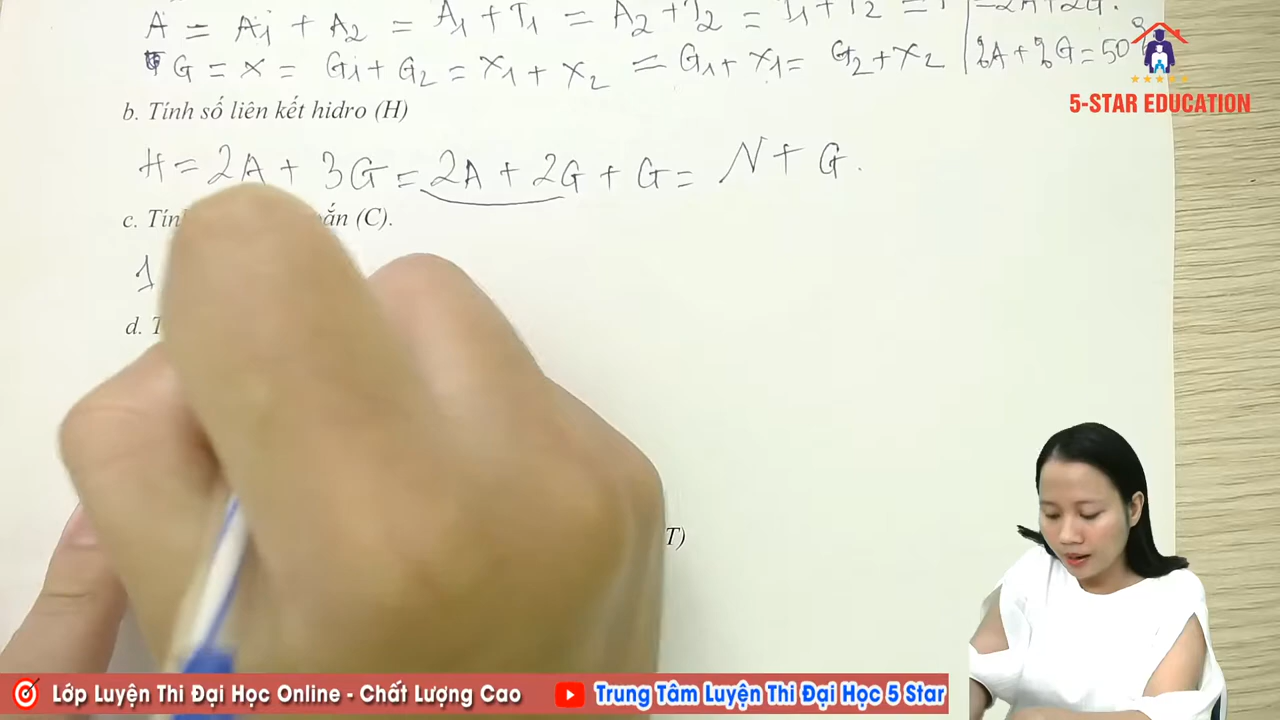 A = A1 + A2 = A1 + T1 = A2 + T2 = T1 + T2 =
= 2A + 2G.
G = X = G1 + G2 = X1 + X2 = G1 + X1 = G2 + X2
%A + %G = 50%
5-STAR EDUCATION
b. Tính số liên kết hidro (H)
H = 2A + 3G = 2A + 2G + G = N + G.
c. Tín ắn (C).
1
d. T
T)
Lớp Luyện Thi Đại Học Online - Chất Lượng Cao
Trung Tâm Luyện Thi Đại Học 5 Star